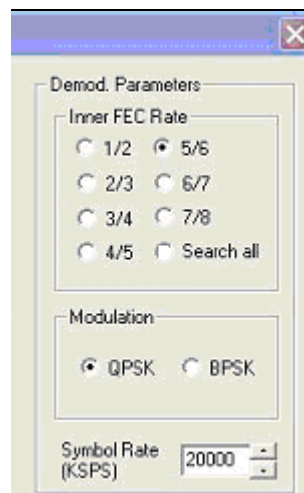 Demod. Parameters
Inner FEC Rate
1/2 5/6
2/3 6/7
3/4 7/8
4/5 Search all
Modulation
QPSK BPSK
Symbol Rate
(KSPS) 20000